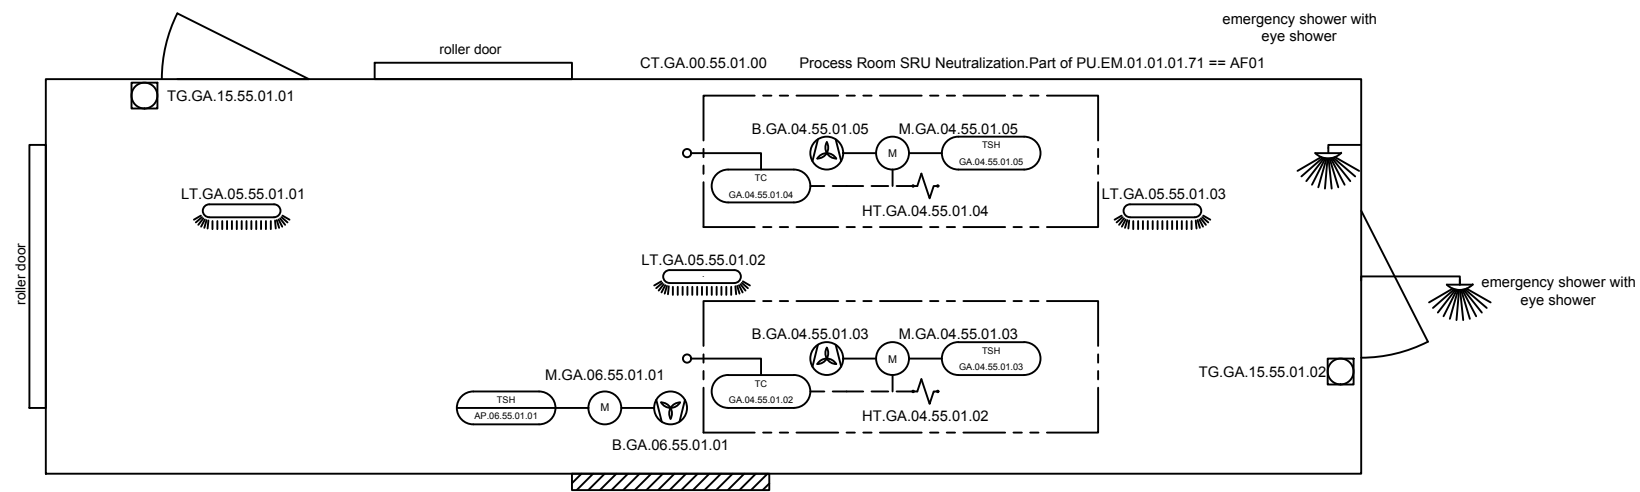 emergency shower with
eye shower
roller door
CT.GA.00.55.01.00 Process Room SRU Neutralization.Part of PU.EM.01.01.01.71 == AF01
TG.GA.15.55.01.01
B.GA.04.55.01.05 M.GA.04.55.01.05
M
TSH
GA.04.55.01.05
TC
GA.04.55.01.04
HT.GA.04.55.01.04
LT.GA.05.55.01.01
LT.GA.05.55.01.03
roller door
LT.GA.05.55.01.02
emergency shower with
eye shower
B.GA.04.55.01.03 M.GA.04.55.01.03
M
TSH
GA.04.55.01.03
TC
GA.04.55.01.02
HT.GA.04.55.01.02
TG.GA.15.55.01.02
M.GA.06.55.01.01
TSH
AP.06.55.01.01
M
B.GA.06.55.01.01